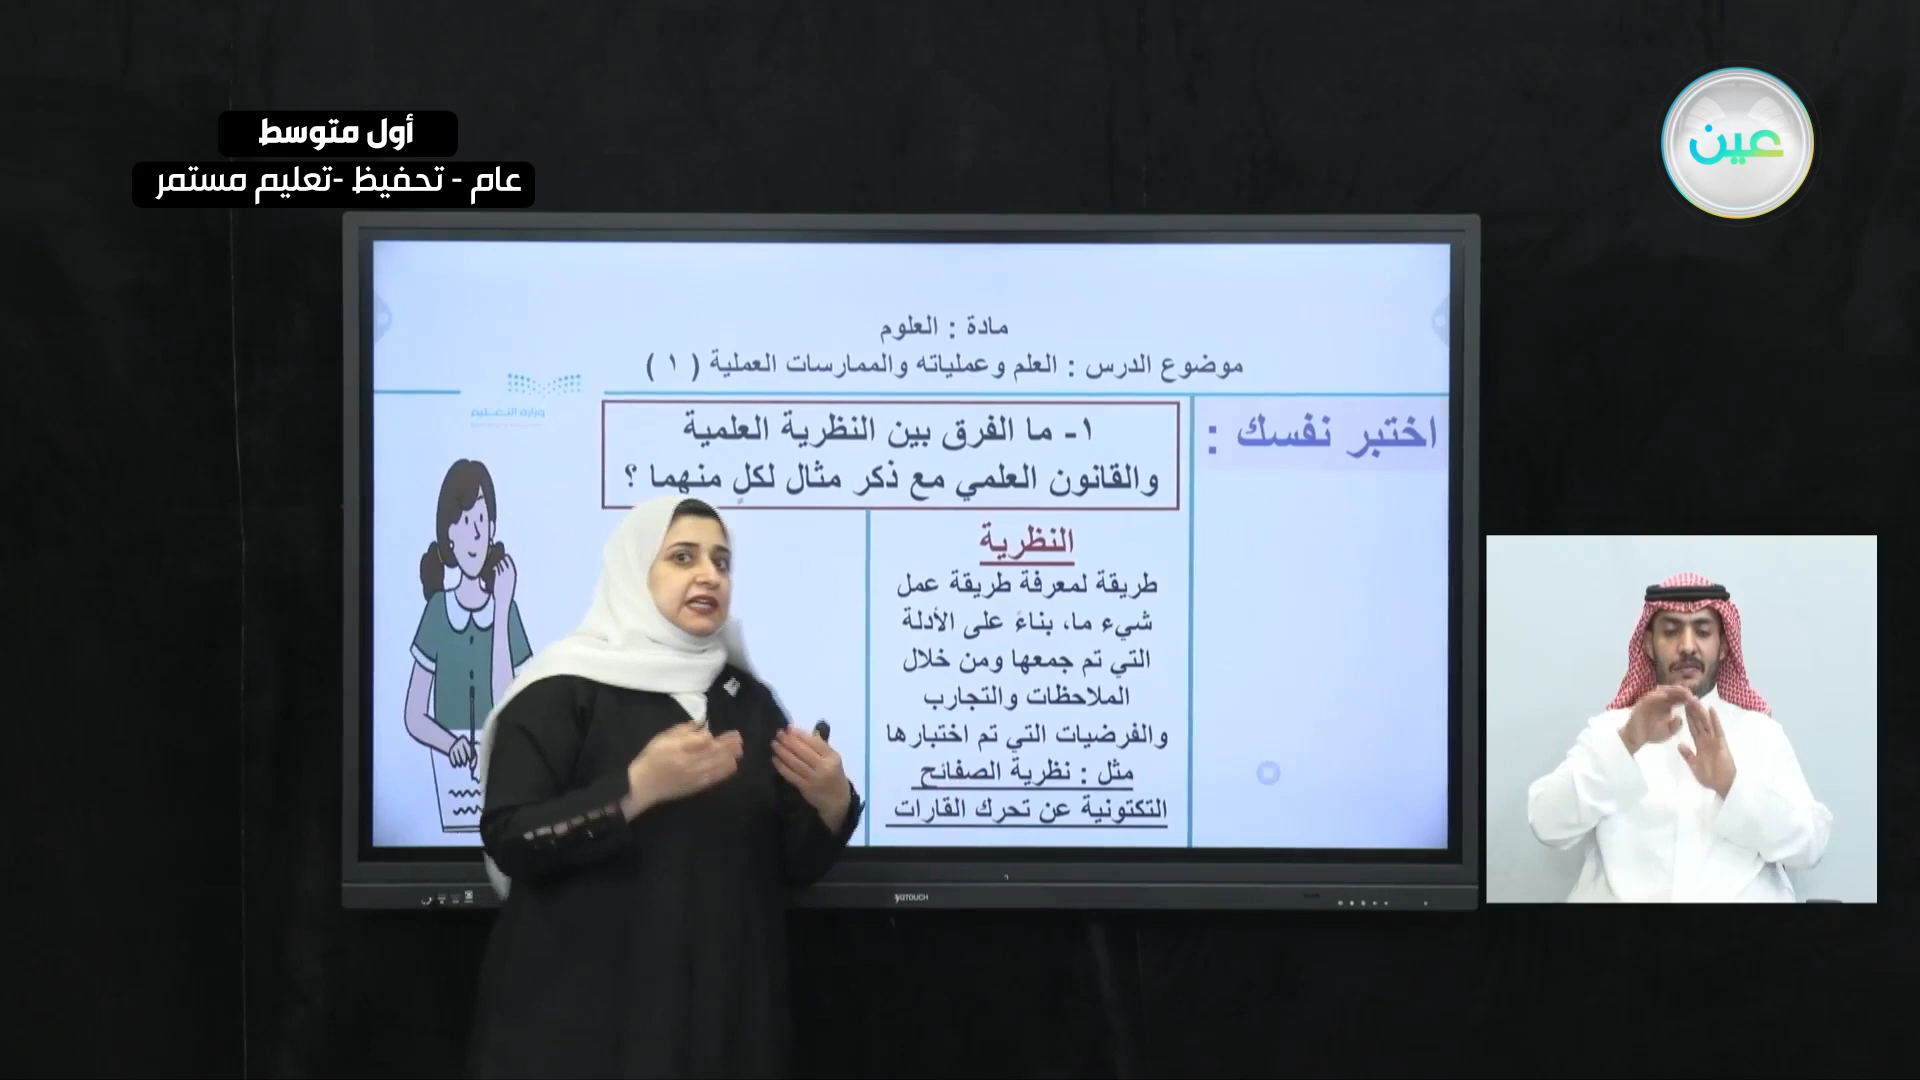 أول متوسط
عام - تحفيظ -تعليم مستمر
عين
مادة : العلوم
موضوع الدرس : العلم وعملياته والممارسات العملية ( ١ )
وزارة التعليم
اختبر نفسك :
١- ما الفرق بين النظرية العلمية
والقانون العلمي مع ذكر مثال لكلٍ منهما ؟
النظرية
طريقة لمعرفة طريقة عمل
شيء ما، بناءً على الأدلة
التي تم جمعها ومن خلال
الملاحظات والتجارب
والفرضيات التي تم اختبارها
مثل : نظرية الصفائح
التكتونية عن تحرك القارات